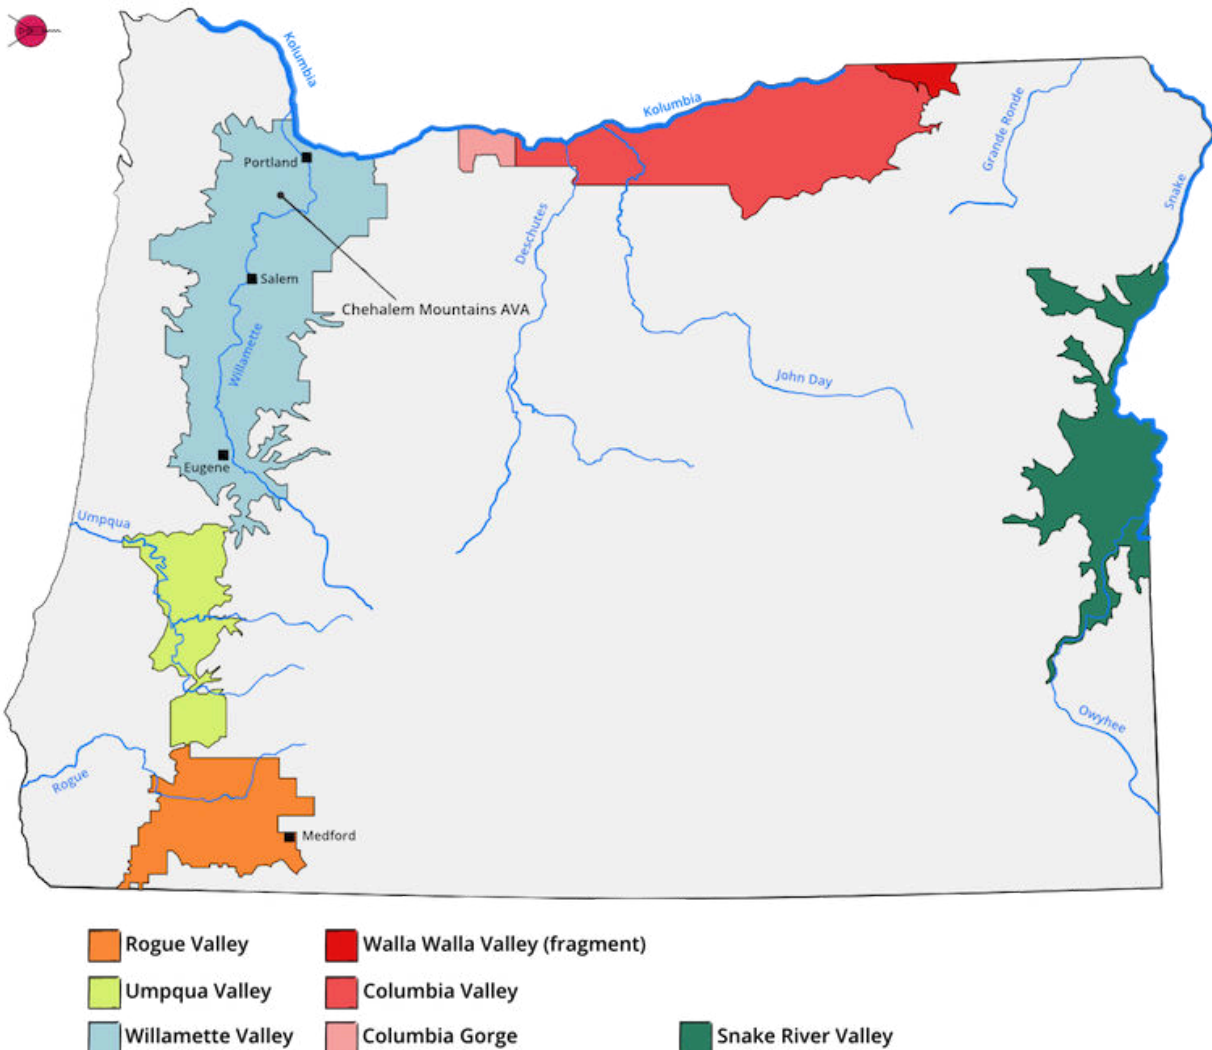 Kolumbia
Kolumbia
Grande Ronde
Portland
Snake
Deschutes
Salem
Chehalem Mountains AVA
Willamette
John Day
Eugene
Umpqua
Owyhee
Rogue
Medford
Rogue Valley
Walla Walla Valley (fragment)
Umpqua Valley
Columbia Valley
Willamette Valley
Columbia Gorge
Snake River Valley